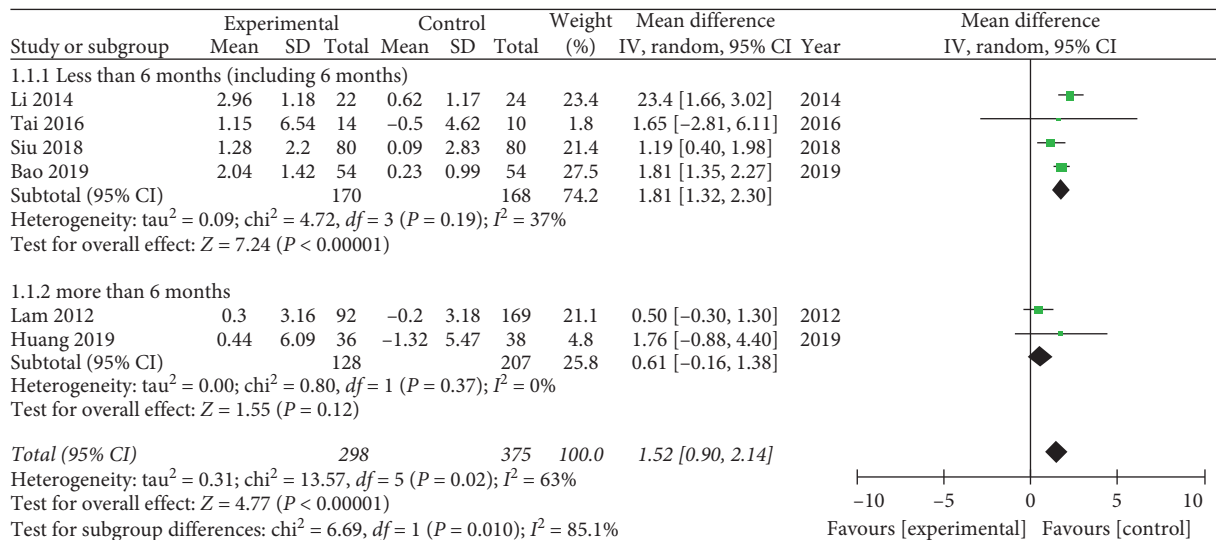 Experimental Control Weight Mean difference Mean difference
Study or subgroup Mean SD Total Mean SD Total (%) IV, random, 95% CI Year IV, random, 95% CI
1.1.1 Less than 6 months (including 6 months)
Li 2014 2.96 1.18 22 0.62 1.17 24 23.4 23.4 [1.66, 3.02] 2014
Tai 2016 1.15 6.54 14 −0.5 4.62 10 1.8 1.65 [−2.81, 6.11] 2016
Siu 2018 1.28 2.2 80 0.09 2.83 80 21.4 1.19 [0.40, 1.98] 2018
Bao 2019 2.04 1.42 54 0.23 0.99 54 27.5 1.81 [1.35, 2.27] 2019
Subtotal (95% CI) 170 168 74.2 1.81 [1.32, 2.30]
Heterogeneity: tau² = 0.09; chi² = 4.72, df = 3 (P = 0.19); I² = 37%
Test for overall effect: Z = 7.24 (P < 0.00001)
1.1.2 more than 6 months
Lam 2012 0.3 3.16 92 −0.2 3.18 169 21.1 0.50 [−0.30, 1.30] 2012
Huang 2019 0.44 6.09 36 −1.32 5.47 38 4.8 1.76 [−0.88, 4.40] 2019
Subtotal (95% CI) 128 207 25.8 0.61 [−0.16, 1.38]
Heterogeneity: tau² = 0.00; chi² = 0.80, df = 1 (P = 0.37); I² = 0%
Test for overall effect: Z = 1.55 (P = 0.12)
Total (95% CI) 298 375 100.0 1.52 [0.90, 2.14]
Heterogeneity: tau² = 0.31; chi² = 13.57, df = 5 (P = 0.02); I² = 63%
Test for overall effect: Z = 4.77 (P < 0.00001)
Test for subgroup differences: chi² = 6.69, df = 1 (P = 0.010); I² = 85.1%
−10 −5 0 5 10
Favours [experimental] Favours [control]